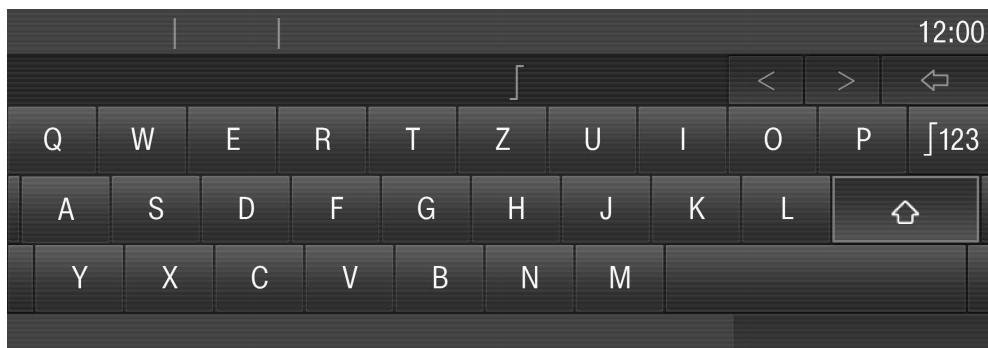 12:00
< >
Q W E R T Z U I O P ⌠123
A S D F G H J K L
Y X C V B N M